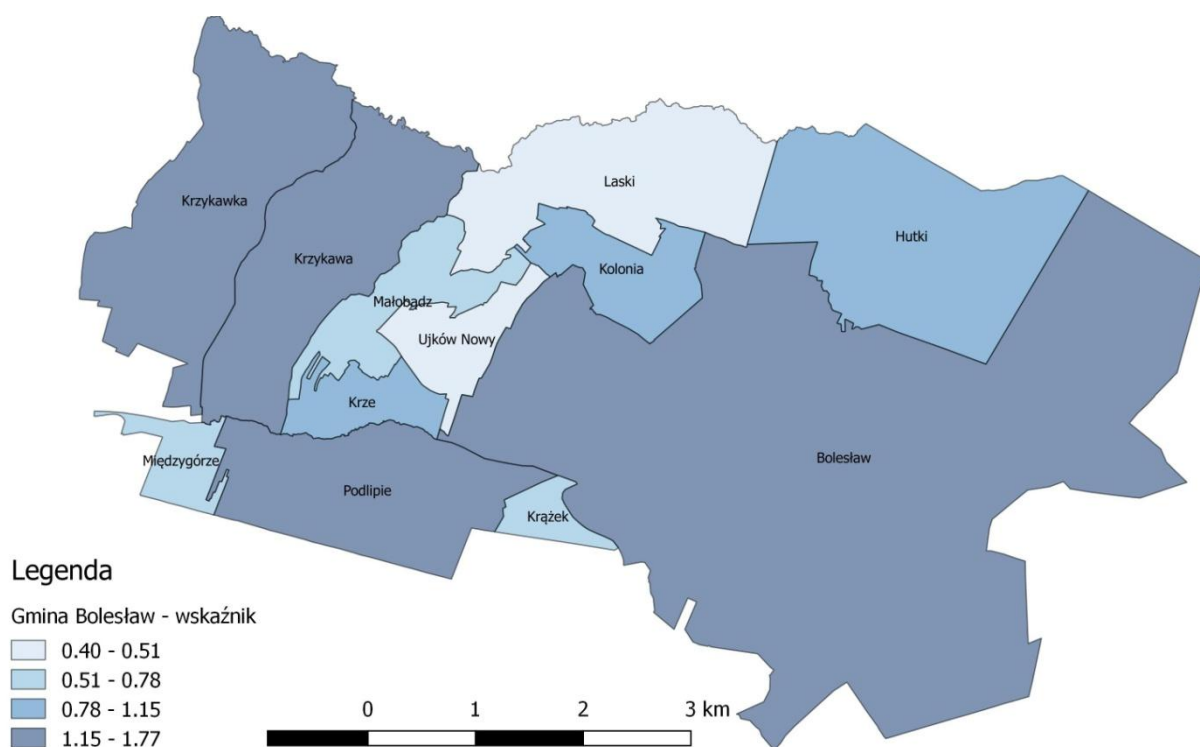 Laski
Krzykawka
Hutki
Krzykawa
Kolonia
Małobądz
Ujków Nowy
Krze
Bolesław
Międzygórze
Podlipie
Krążek
Legenda
Gmina Bolesław - wskaźnik
0.40 - 0.51
0.51 - 0.78
0.78 - 1.15
1.15 - 1.77
0 1 2 3 km